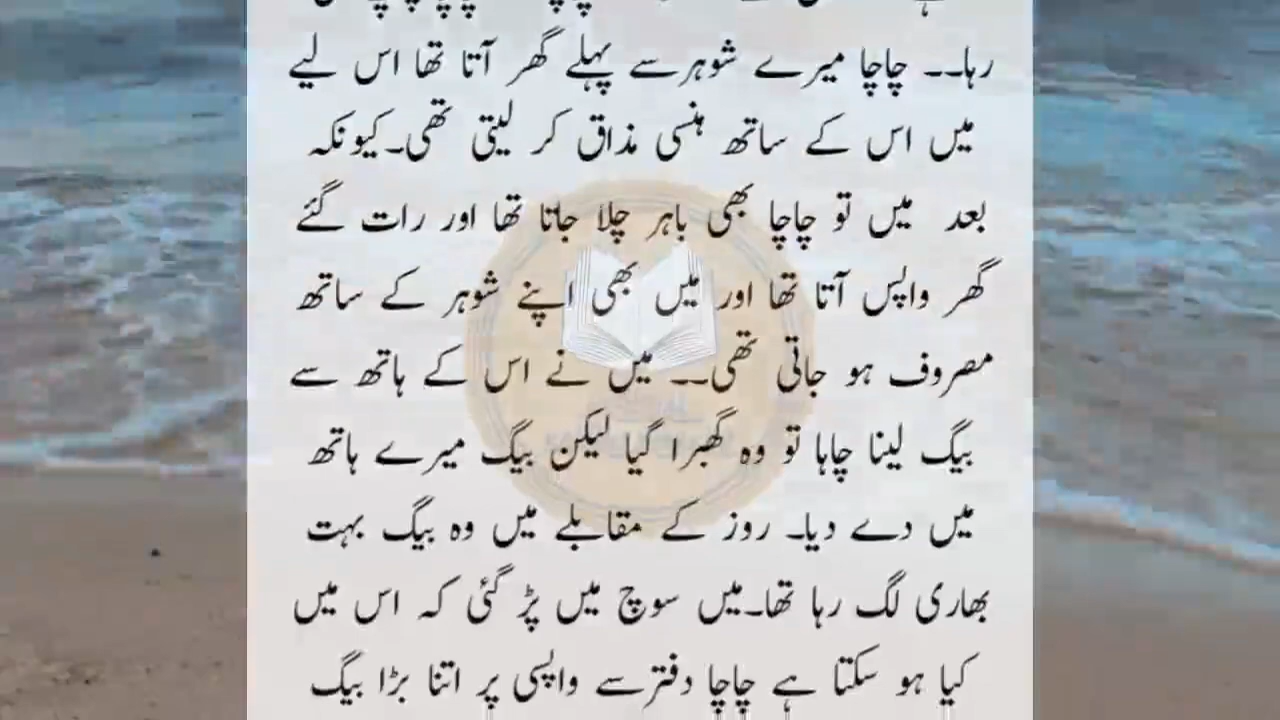 رہا۔۔ چاچا میرے شوہر سے پہلے گھر آتا تھا اس لیے
میں اس کے ساتھ ہنسی مذاق کر لیتی تھی۔کیونکہ
بعد میں تو چاچا بھی باہر چلا جاتا تھا اور رات گئے
گھر واپس آتا تھا اور میں بھی اپنے شوہر کے ساتھ
مصروف ہو جاتی تھی۔۔ میں نے اس کے ہاتھ سے
بیگ لینا چاہا تو وہ گھبرا گیا لیکن بیگ میرے ہاتھ
میں دے دیا۔ روز کے مقابلے میں وہ بیگ بہت
بھاری لگ رہا تھا۔میں سوچ میں پڑ گئی کہ اس میں
کیا ہو سکتا ہے چاچا دفتر سے واپسی پر اتنا بڑا بیگ